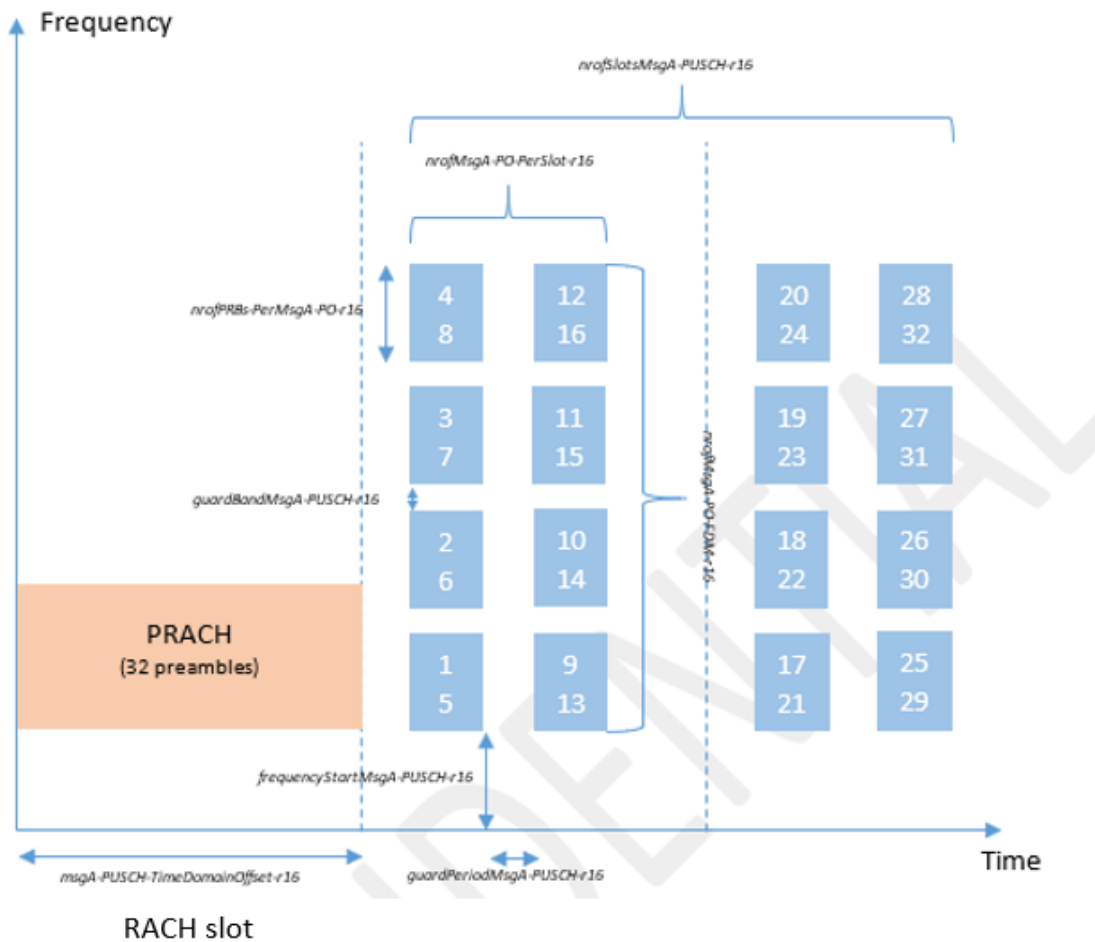 Frequency
nrofSlotsMsgA-PUSCH-r16
nrofMsgA-PO-PerSlot-r16
nrofPRBs-PerMsgA-PO-r16
4
8
12
16
20
24
28
32
3
7
11
15
19
23
27
31
guardBandMsgA-PUSCH-r16
nrofMsgA-PO-FDM-r16
2
6
10
14
18
22
26
30
PRACH
(32 preambles)
1
5
9
13
17
21
25
29
frequencyStartMsgA-PUSCH-r16
Time
msgA-PUSCH-TimeDomainOffset-r16
guardPeriodMsgA-PUSCH-r16
RACH slot
IDENTIAL